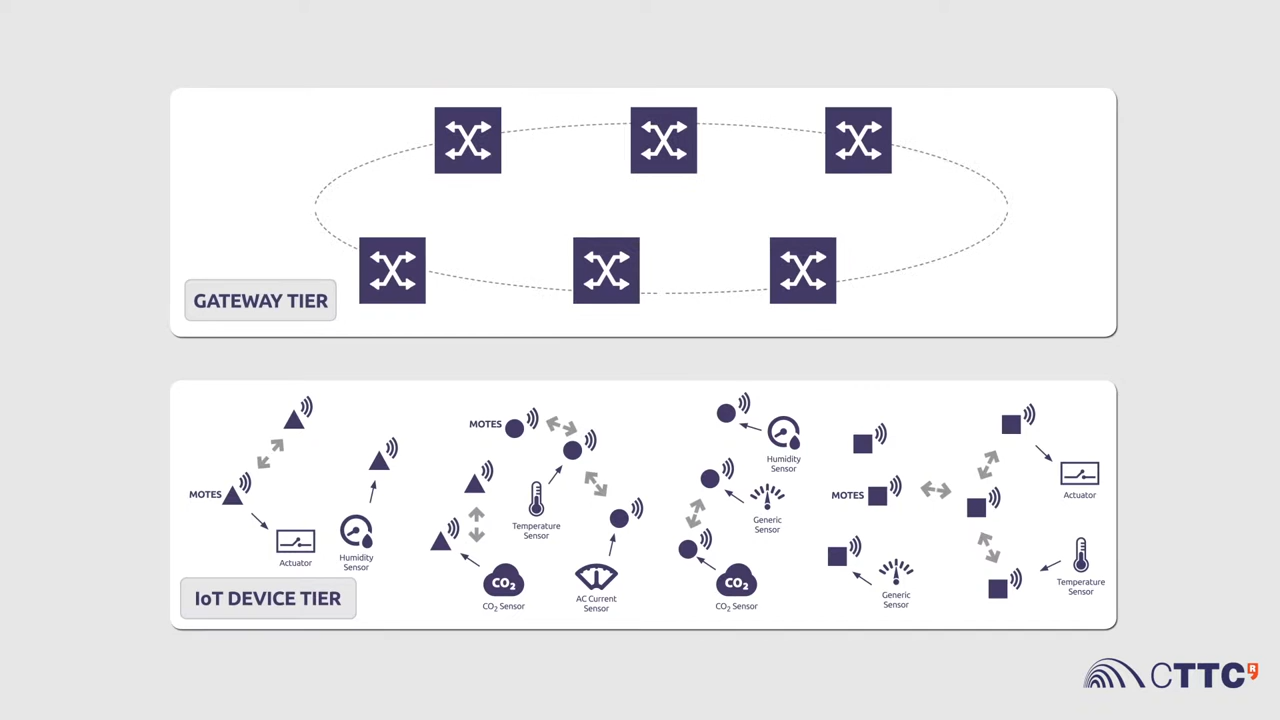 GATEWAY TIER
MOTES
Humidity
Sensor
MOTES
Generic
Sensor
MOTES
Actuator
Temperature
Sensor
Actuator
Humidity
Sensor
Temperature
Sensor
Generic
Sensor
CO₂
CO₂ Sensor
AC Current
Sensor
CO₂
CO₂ Sensor
IoT DEVICE TIER
CTTC
R